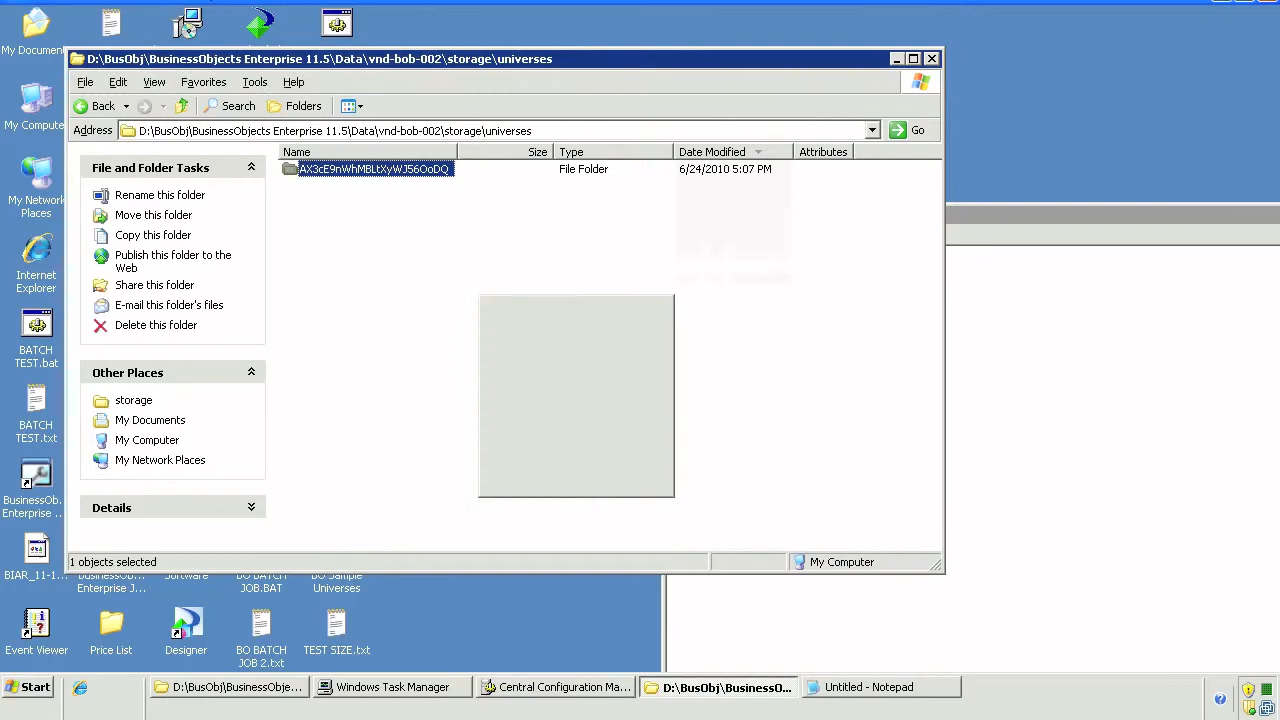 My Documen
D:\BusObj\BusinessObjects Enterprise 11.5\Data\vnd-bob-002\storage\universes
File Edit View Favorites Tools Help
Back Search Folders
Address D:\BusObj\BusinessObjects Enterprise 11.5\Data\vnd-bob-002\storage\universes Go
Name Size Type Date Modified Attributes
AX3cE9nWhMBLtXyWJ56OoDQ File Folder 6/24/2010 5:07 PM
File and Folder Tasks
Rename this folder
Move this folder
Copy this folder
Publish this folder to the
Web
Share this folder
E-mail this folder's files
Delete this folder
Other Places
storage
My Documents
My Computer
My Network Places
Details
1 objects selected
My Computer
My Compute
My Network
Places
Internet
Explorer
BATCH
TEST.bat
BATCH
TEST.txt
BusinessOb.
Enterprise ..
BIAR_11-1...
BusinessOb...
Enterprise J...
Software
BO BATCH
JOB.BAT
BO Sample
Universes
Event Viewer
Price List
Designer
BO BATCH
JOB 2.txt
TEST SIZE.txt
Start
D:\BusObj\BusinessObje...
Windows Task Manager
Central Configuration Ma...
D:\BusObj\BusinessO...
Untitled - Notepad